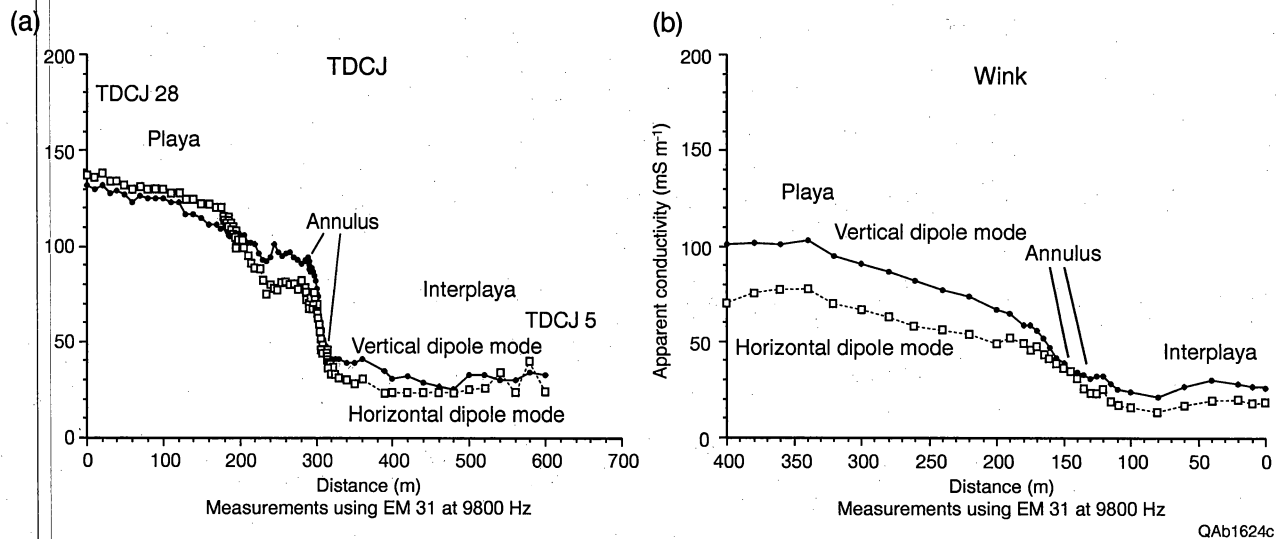 (a)
TDCJ
TDCJ 28
Playa
Annulus
Interplaya
TDCJ 5
Vertical dipole mode
Horizontal dipole mode
200
150
100
50
0
0 100 200 300 400 500 600 700
Distance (m)
Measurements using EM 31 at 9800 Hz
(b)
Wink
Apparent conductivity (mS m⁻¹)
200
150
100
50
0
Playa
Vertical dipole mode
Annulus
Horizontal dipole mode
Interplaya
400 350 300 250 200 150 100 50 0
Distance (m)
Measurements using EM 31 at 9800 Hz
QAb1624c